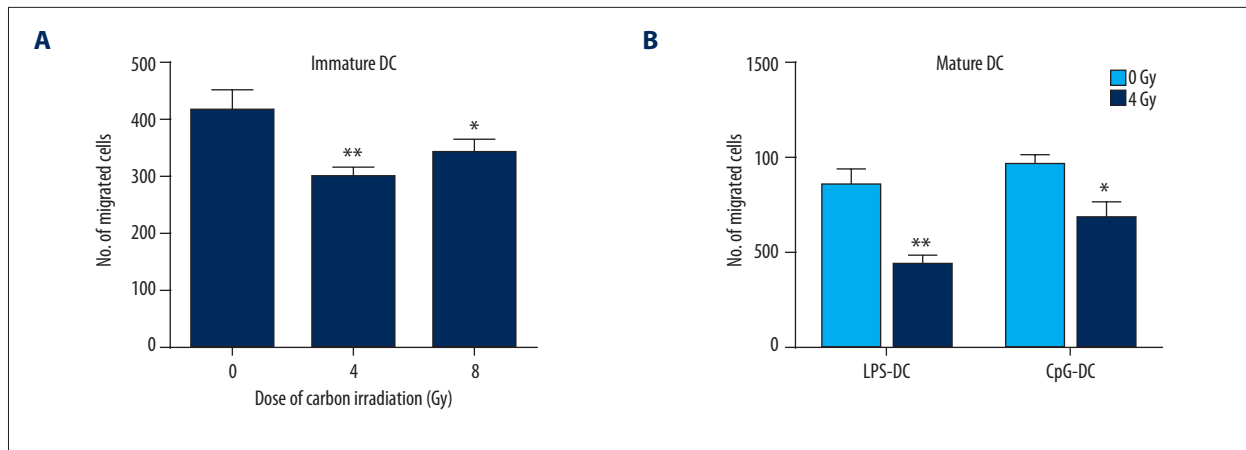 A
Immature DC
No. of migrated cells
500
400
300
200
100
0
**
*
0
4
8
Dose of carbon irradiation (Gy)
B
Mature DC
No. of migrated cells
1500
100
500
0
0 Gy
4 Gy
**
*
LPS-DC
CpG-DC